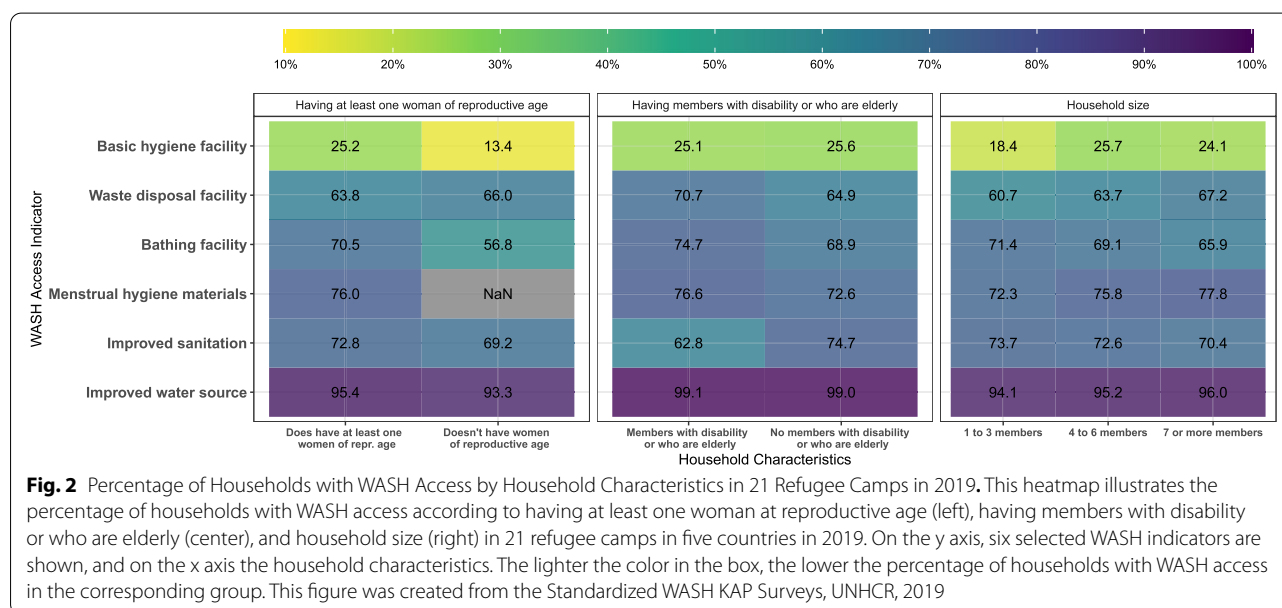 10% 20% 30% 40% 50% 60% 70% 80% 90% 100%
Having at least one woman of reproductive age Having members with disability or who are elderly Household size
WASH Access Indicator
Basic hygiene facility 25.2 13.4 25.1 25.6 18.4 25.7 24.1
Waste disposal facility 63.8 66.0 70.7 64.9 60.7 63.7 67.2
Bathing facility 70.5 56.8 74.7 68.9 71.4 69.1 65.9
Menstrual hygiene materials 76.0 NaN 76.6 72.6 72.3 75.8 77.8
Improved sanitation 72.8 69.2 62.8 74.7 73.7 72.6 70.4
Improved water source 95.4 93.3 99.1 99.0 94.1 95.2 96.0
Does have at least one Doesn't have women Members with disability No members with disability 1 to 3 members 4 to 6 members 7 or more members
women of repr. age of reproductive age or who are elderly or who are elderly
Household Characteristics
Fig. 2 Percentage of Households with WASH Access by Household Characteristics in 21 Refugee Camps in 2019. This heatmap illustrates the
percentage of households with WASH access according to having at least one woman at reproductive age (left), having members with disability
or who are elderly (center), and household size (right) in 21 refugee camps in five countries in 2019. On the y axis, six selected WASH indicators are
shown, and on the x axis the household characteristics. The lighter the color in the box, the lower the percentage of households with WASH access
in the corresponding group. This figure was created from the Standardized WASH KAP Surveys, UNHCR, 2019